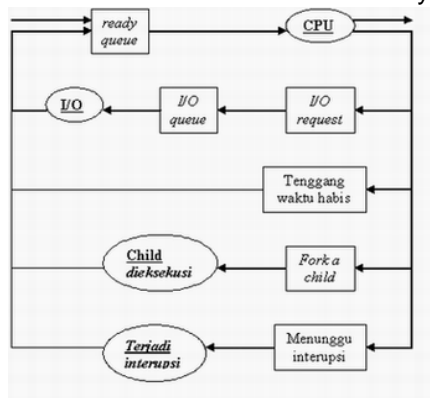 ready
queue
CPU
I/O
I/O
queue
I/O
request
Tenggang
waktu habis
Child
dieksekusi
Fork a
child
Terjadi
interupsi
Menunggu
interupsi